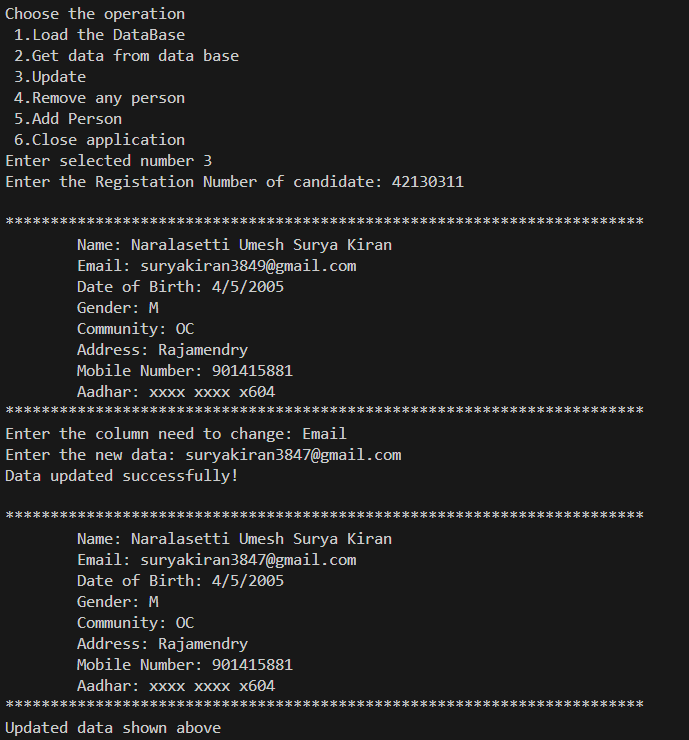 Choose the operation
1.Load the DataBase
2.Get data from data base
3.Update
4.Remove any person
5.Add Person
6.Close application
Enter selected number 3
Enter the Registation Number of candidate: 42130311
***********************************************************************
Name: Naralasetti Umesh Surya Kiran
Email: suryakiran3849@gmail.com
Date of Birth: 4/5/2005
Gender: M
Community: OC
Address: Rajamendry
Mobile Number: 901415881
Aadhar: xxxx xxxx x604
***********************************************************************
Enter the column need to change: Email
Enter the new data: suryakiran3847@gmail.com
Data updated successfully!
***********************************************************************
Name: Naralasetti Umesh Surya Kiran
Email: suryakiran3847@gmail.com
Date of Birth: 4/5/2005
Gender: M
Community: OC
Address: Rajamendry
Mobile Number: 901415881
Aadhar: xxxx xxxx x604
***********************************************************************
Updated data shown above